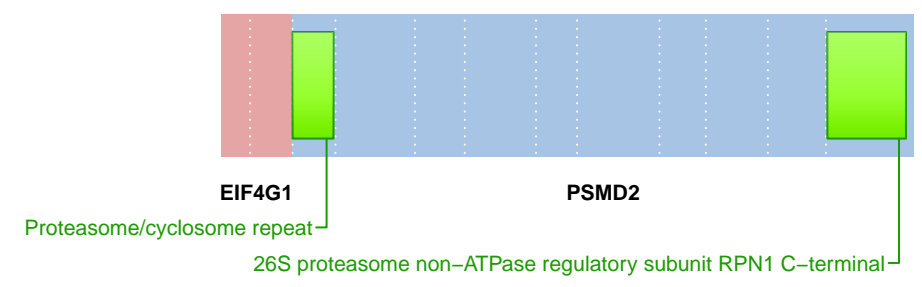 EIF4G1 PSMD2
Proteasome/cyclosome repeat
26S proteasome non−ATPase regulatory subunit RPN1 C−terminal